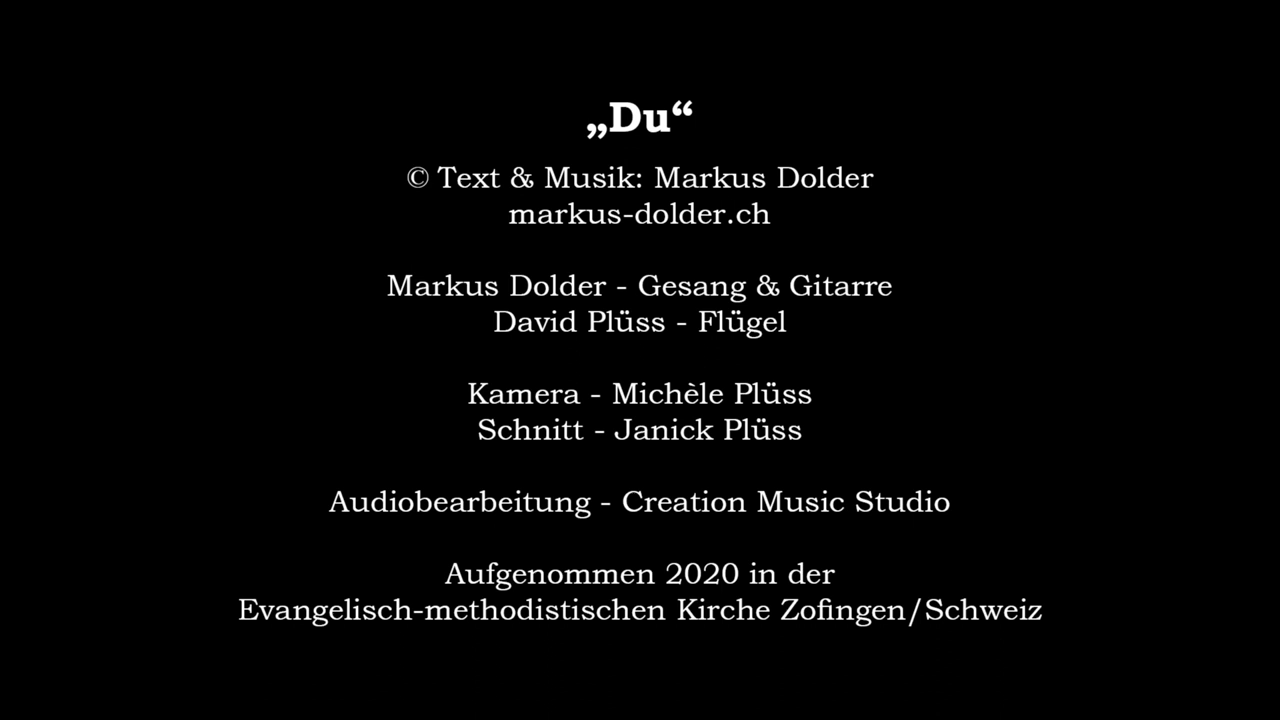 „Du“
© Text & Musik: Markus Dolder
markus-dolder.ch
Markus Dolder - Gesang & Gitarre
David Plüss - Flügel
Kamera - Michèle Plüss
Schnitt - Janick Plüss
Audiobearbeitung - Creation Music Studio
Aufgenommen 2020 in der
Evangelisch-methodistischen Kirche Zofingen/Schweiz